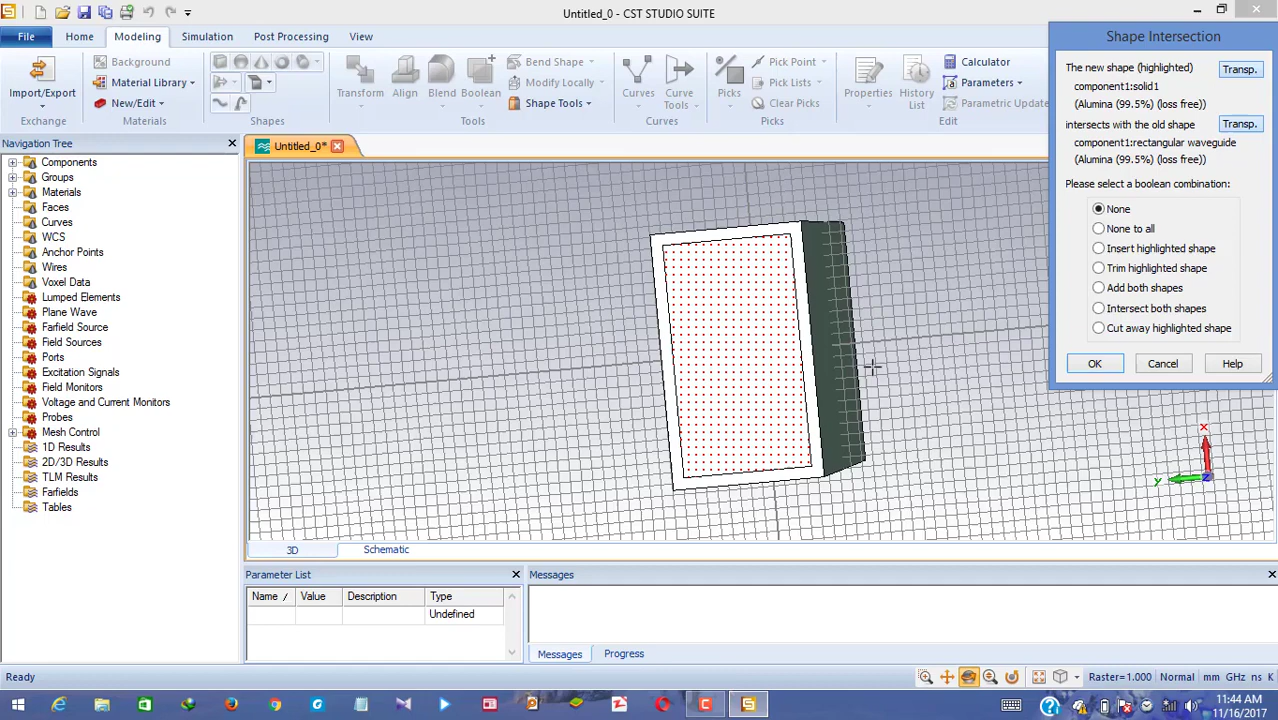 Untitled_0 - CST STUDIO SUITE
File Home Modeling Simulation Post Processing View
Import/Export
Exchange
Background
Material Library
New/Edit
Materials
Shapes
Transform
Align
Blend
Boolean
Bend Shape
Modify Locally
Shape Tools
Tools
Curves
Curve Tools
Curves
Picks
Pick Point
Pick Lists
Clear Picks
Picks
Properties
History List
Calculator
Parameters
Parametric Update
Edit
Navigation Tree
Components
Groups
Materials
Faces
Curves
WCS
Anchor Points
Wires
Voxel Data
Lumped Elements
Plane Wave
Farfield Source
Field Sources
Ports
Excitation Signals
Field Monitors
Voltage and Current Monitors
Probes
Mesh Control
1D Results
2D/3D Results
TLM Results
Farfields
Tables
Untitled_0*
x
y
z
3D Schematic
Shape Intersection
The new shape (highlighted) Transp.
component1:solid1
(Alumina (99.5%) (loss free))
intersects with the old shape Transp.
component1:rectangular waveguide
(Alumina (99.5%) (loss free))
Please select a boolean combination:
None
None to all
Insert highlighted shape
Trim highlighted shape
Add both shapes
Intersect both shapes
Cut away highlighted shape
OK Cancel Help
Parameter List
Name / Value Description Type
Undefined
Messages
Messages Progress
Ready
Raster=1.000 Normal mm GHz ns K
11:44 AM
11/16/2017